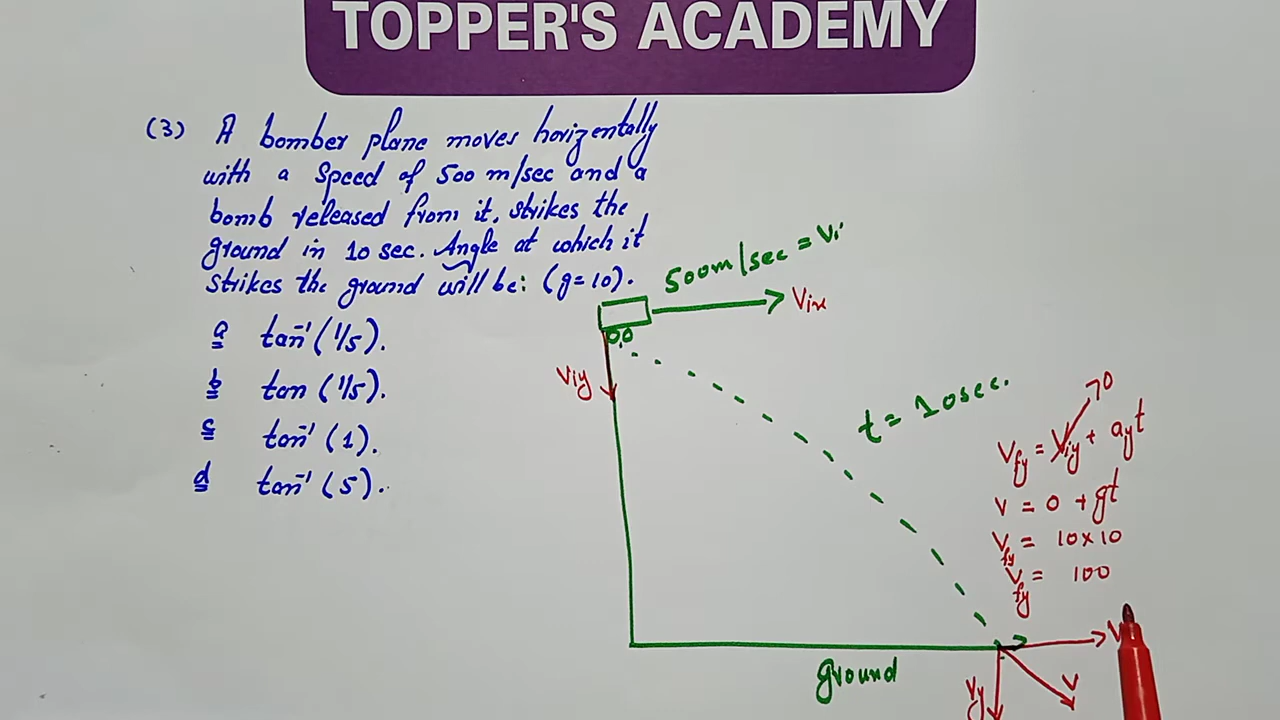 TOPPER'S ACADEMY
(3) A bomber plane moves horizontally
with a speed of 500 m/sec and a
bomb released from it, strikes the
ground in 10 sec. Angle at which it
strikes the ground will be: (g=10).
a tan⁻¹(1/5).
b tan (1/5).
c tan⁻¹(1).
d tan⁻¹(5).
500m/sec = Vi
Vix
0,0
Viy
t = 10sec.
0
Vfy = Viy + ayt
V = 0 + gt
Vfy = 10×10
Vfy = 100
ground
Vy
V